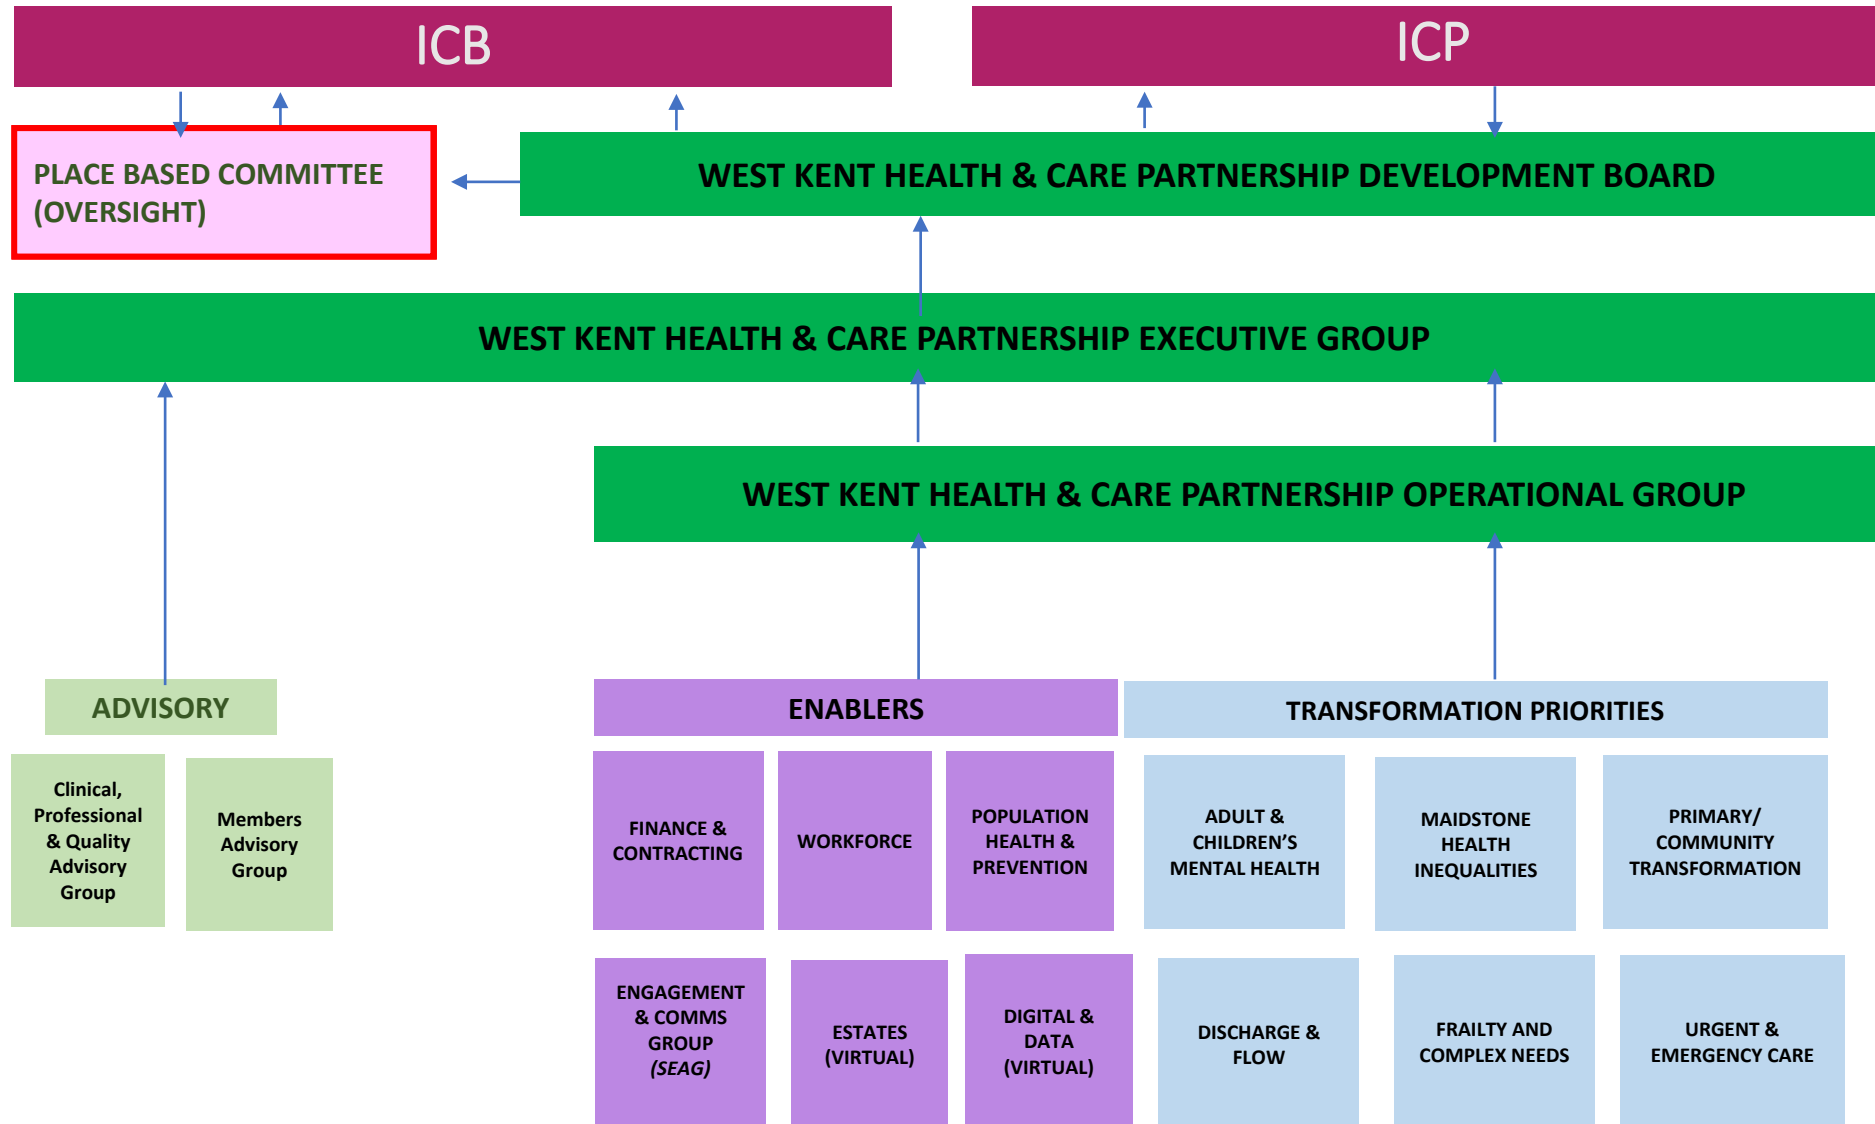 ICB
ICP
PLACE BASED COMMITTEE
(OVERSIGHT)
WEST KENT HEALTH & CARE PARTNERSHIP DEVELOPMENT BOARD
WEST KENT HEALTH & CARE PARTNERSHIP EXECUTIVE GROUP
WEST KENT HEALTH & CARE PARTNERSHIP OPERATIONAL GROUP
ADVISORY
Clinical,
Professional
& Quality
Advisory
Group
Members
Advisory
Group
ENABLERS
FINANCE &
CONTRACTING
WORKFORCE
POPULATION
HEALTH &
PREVENTION
ENGAGEMENT
& COMMS
GROUP
(SEAG)
ESTATES
(VIRTUAL)
DIGITAL &
DATA
(VIRTUAL)
TRANSFORMATION PRIORITIES
ADULT &
CHILDREN’S
MENTAL HEALTH
MAIDSTONE
HEALTH
INEQUALITIES
PRIMARY/
COMMUNITY
TRANSFORMATION
DISCHARGE &
FLOW
FRAILTY AND
COMPLEX NEEDS
URGENT &
EMERGENCY CARE